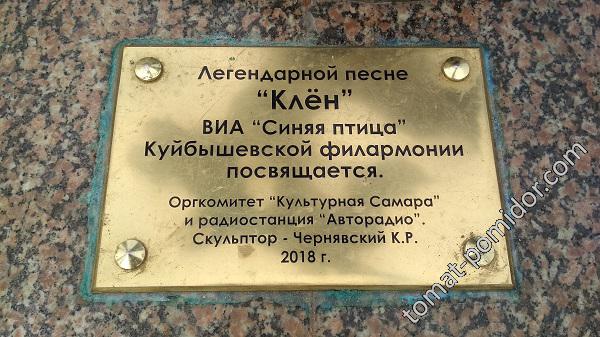 Легендарной песне
"Клён"
ВИА "Синяя птица"
Куйбышевской филармонии
посвящается.
Оргкомитет "Культурная Самара"
и радиостанция "Авторадио".
Скульптор - Чернявский К.Р.
2018 г.
tomat-pomidor.com